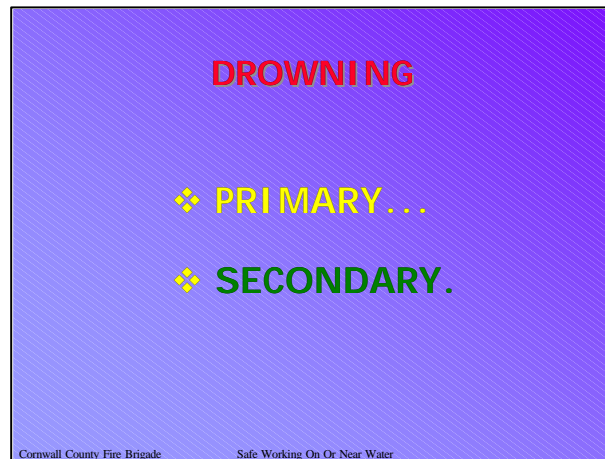 DROWNING
❖ PRIMARY...
❖ SECONDARY.
Cornwall County Fire Brigade Safe Working On Or Near Water